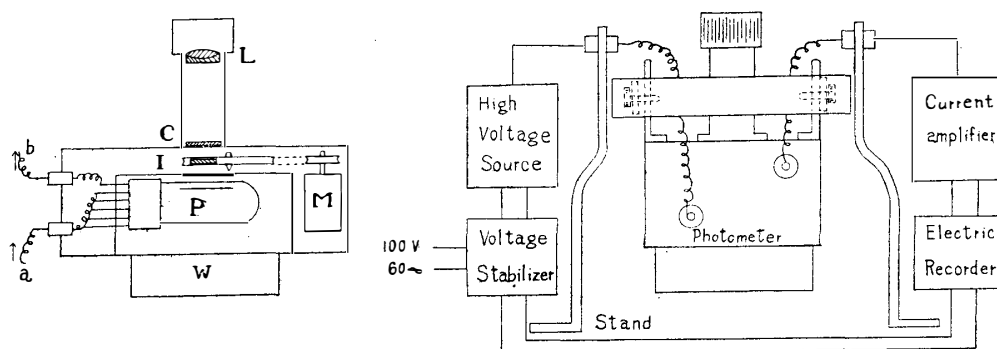 L
C
b
I
P
M
a
W
High
Voltage
Source
Voltage
Stabilizer
100 V
60~
Photometer
Stand
Current
amplifier
Electric
Recorder